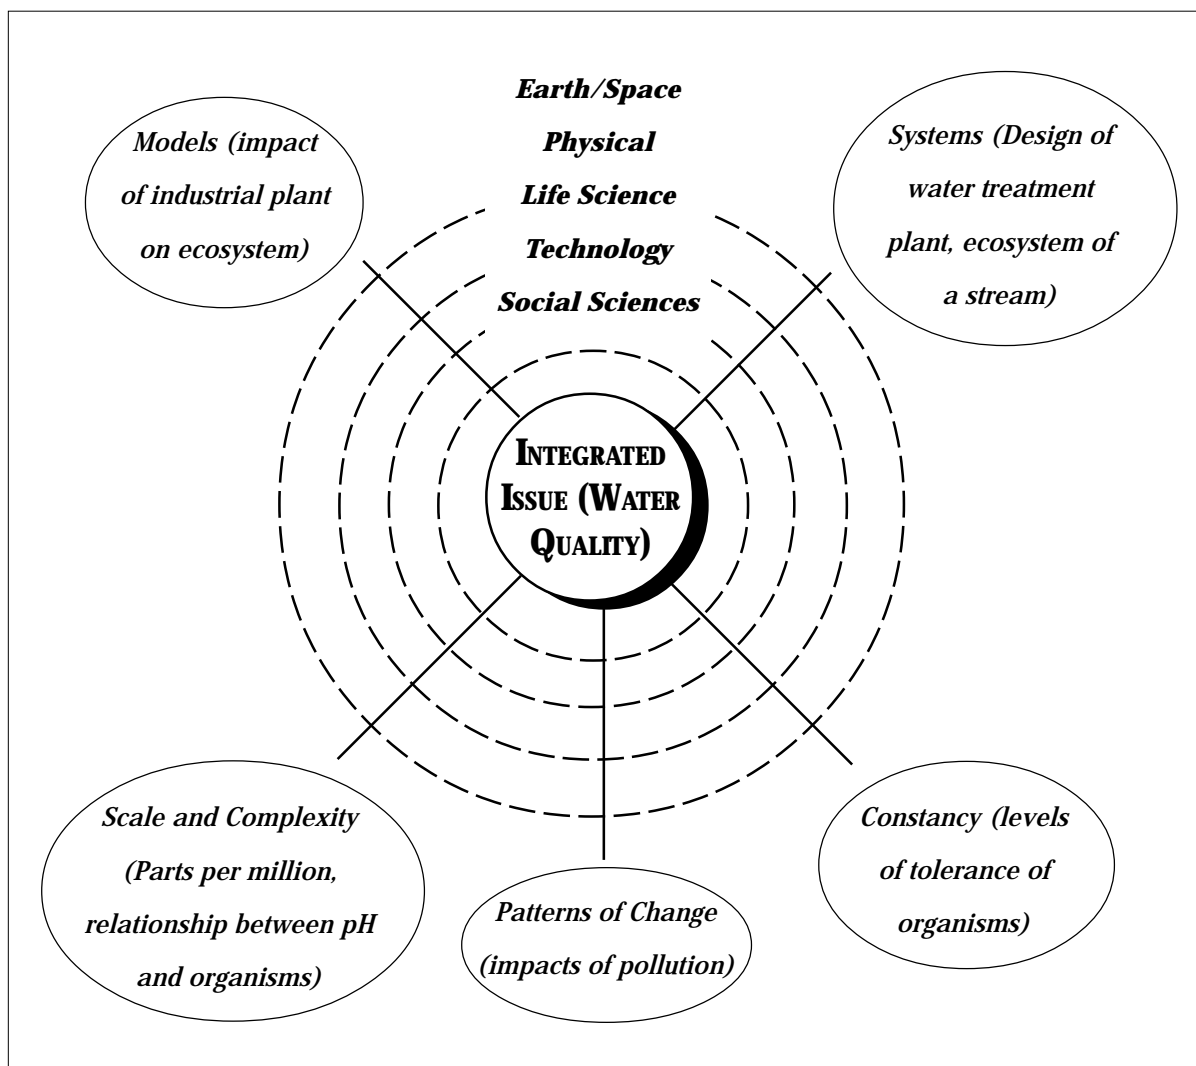 Earth/Space
Physical
Life Science
Technology
Social Sciences
Models (impact
of industrial plant
on ecosystem)
Systems (Design of
water treatment
plant, ecosystem of
a stream)
INTEGRATED
ISSUE (WATER
QUALITY)
Scale and Complexity
(Parts per million,
relationship between pH
and organisms)
Patterns of Change
(impacts of pollution)
Constancy (levels
of tolerance of
organisms)